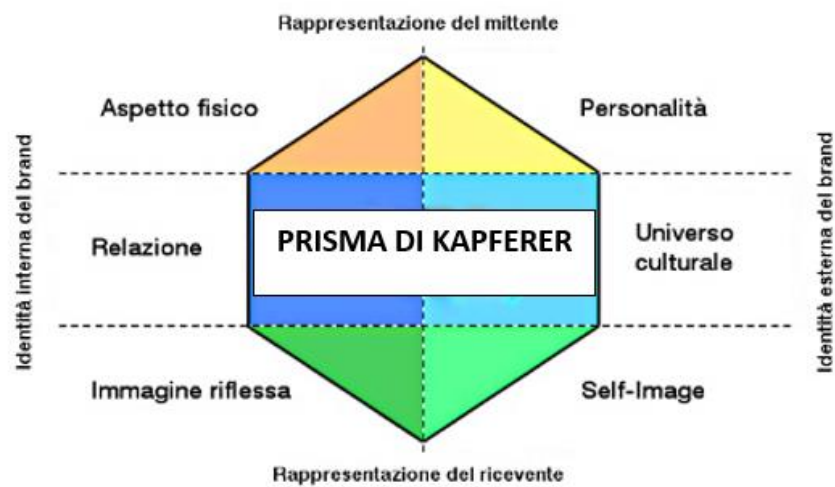 Rappresentazione del mittente
Aspetto fisico
Personalità
Identità interna del brand
Identità esterna del brand
Relazione
PRISMA DI KAPFERER
Universo
culturale
Immagine riflessa
Self-Image
Rappresentazione del ricevente